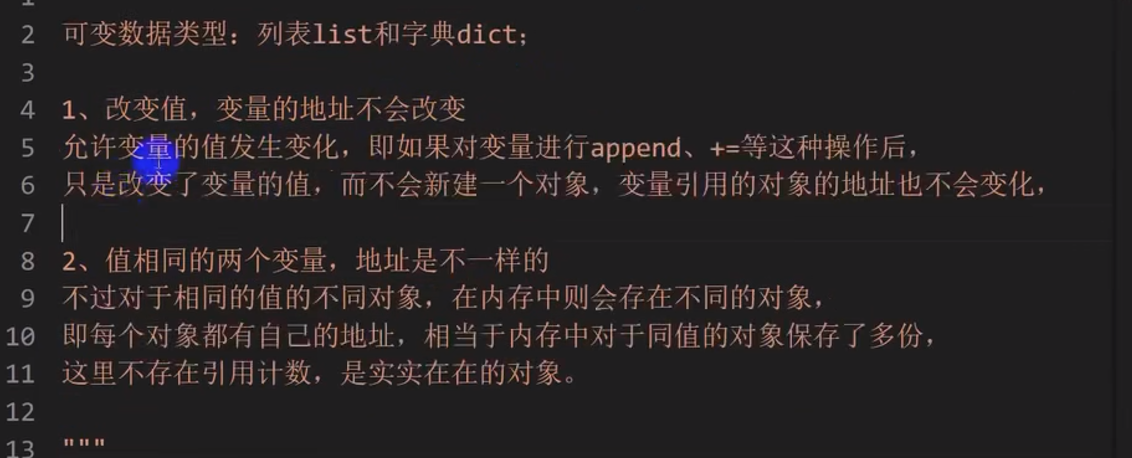 2 可变数据类型：列表list和字典dict；
3
4 1、改变值，变量的地址不会改变
5 允许变量的值发生变化，即如果对变量进行append、+=等这种操作后，
6 只是改变了变量的值，而不会新建一个对象，变量引用的对象的地址也不会变化，
7
8 2、值相同的两个变量，地址是不一样的
9 不过对于相同的值的不同对象，在内存中则会存在不同的对象，
10 即每个对象都有自己的地址，相当于内存中对于同值的对象保存了多份，
11 这里不存在引用计数，是实实在在的对象。
12
13 """